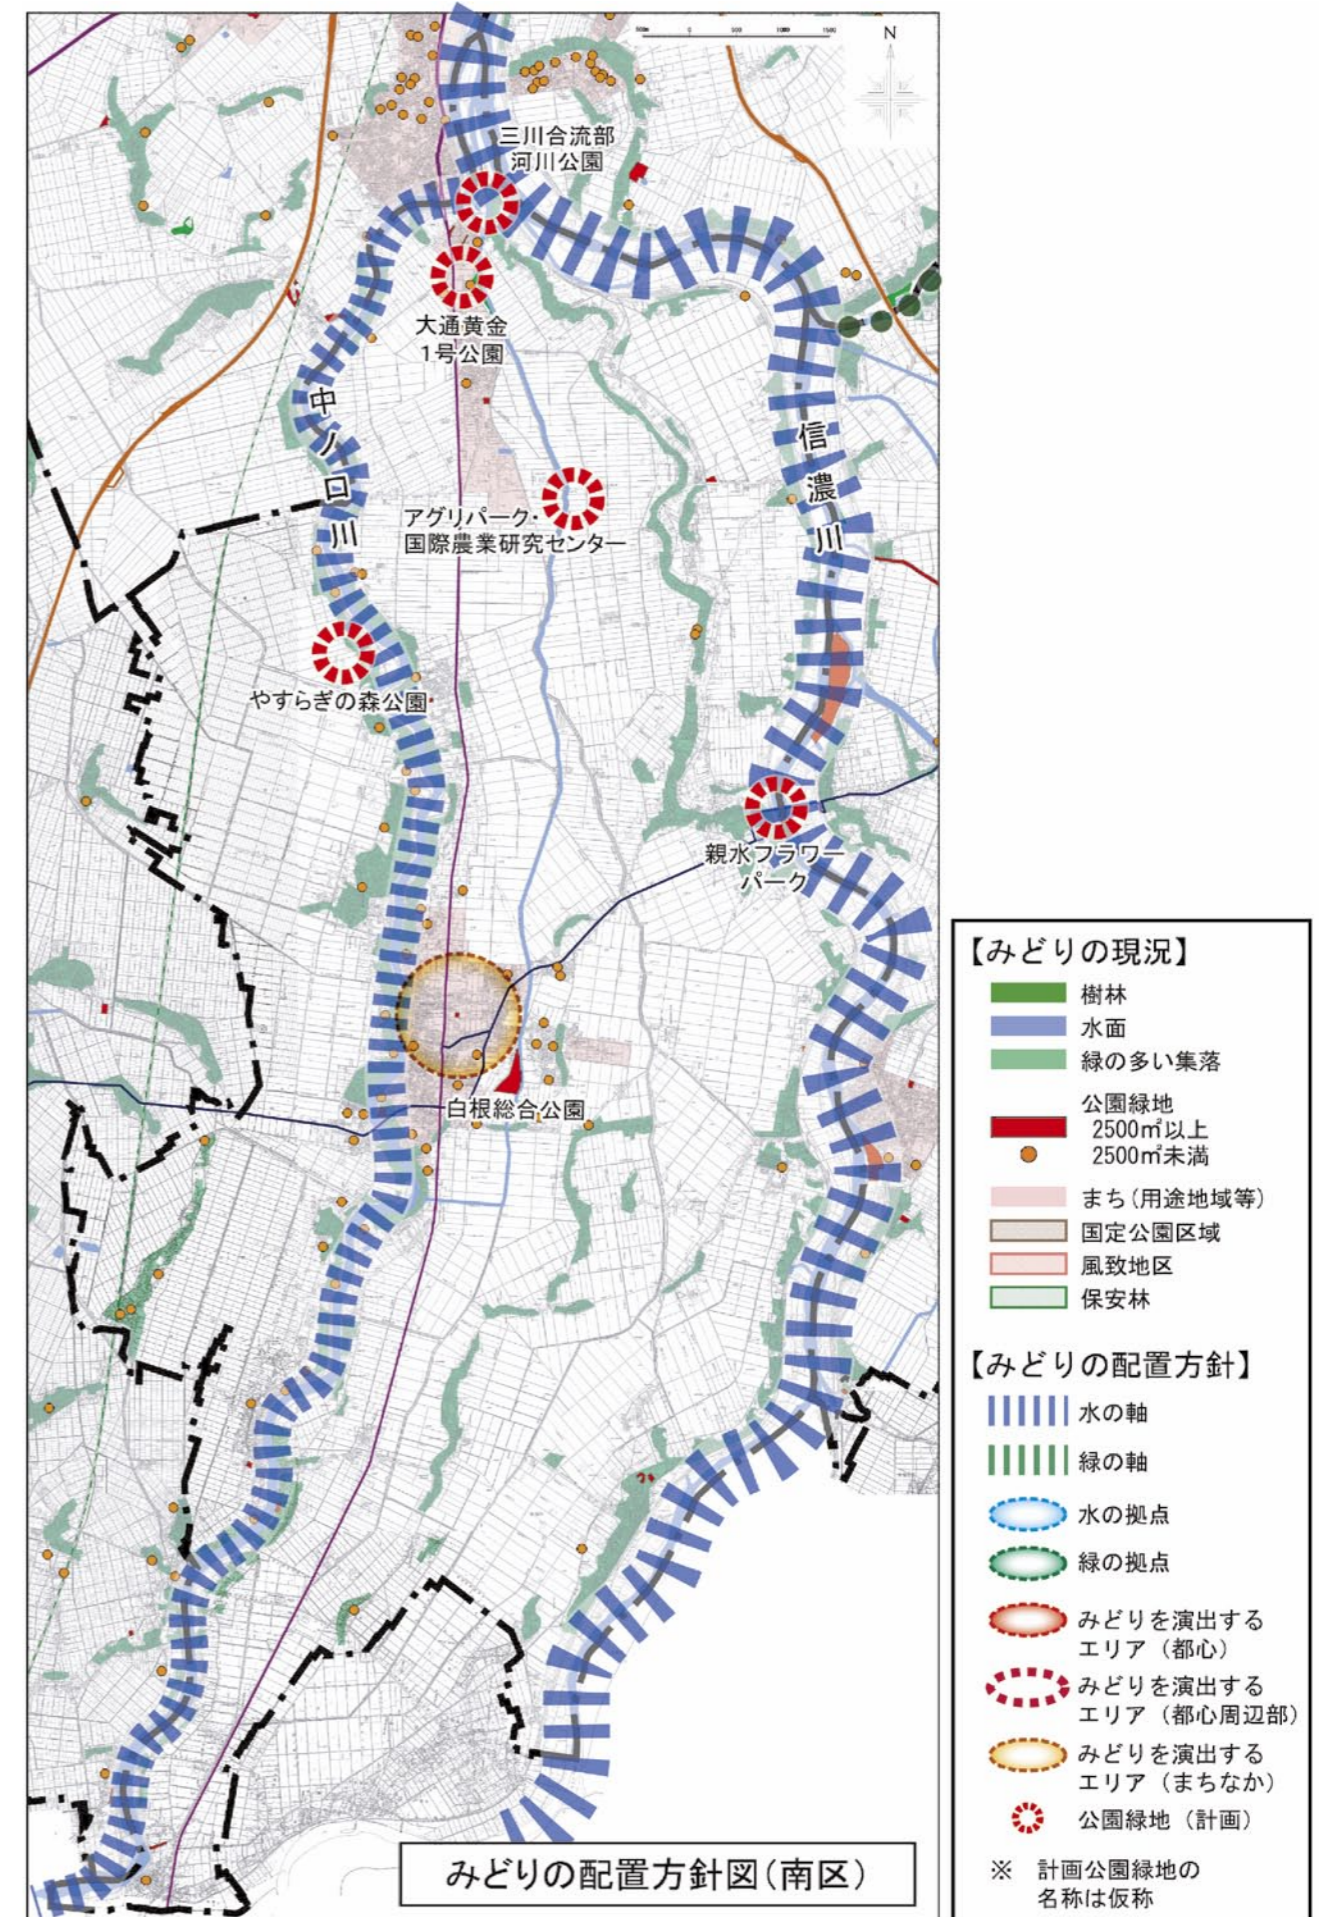 500m 0 500 1000 1500
N
三川合流部
河川公園
大通黄金
1号公園
中ノ口川
信濃川
アグリパーク・
国際農業研究センター
やすらぎの森公園
親水フラワー
パーク
白根総合公園
みどりの配置方針図(南区)
【みどりの現況】
樹林
水面
緑の多い集落
公園緑地
2500㎡以上
2500㎡未満
まち(用途地域等)
国定公園区域
風致地区
保安林
【みどりの配置方針】
水の軸
緑の軸
水の拠点
緑の拠点
みどりを演出する
エリア（都心）
みどりを演出する
エリア（都心周辺部）
みどりを演出する
エリア（まちなか）
公園緑地（計画）
※ 計画公園緑地の
名称は仮称